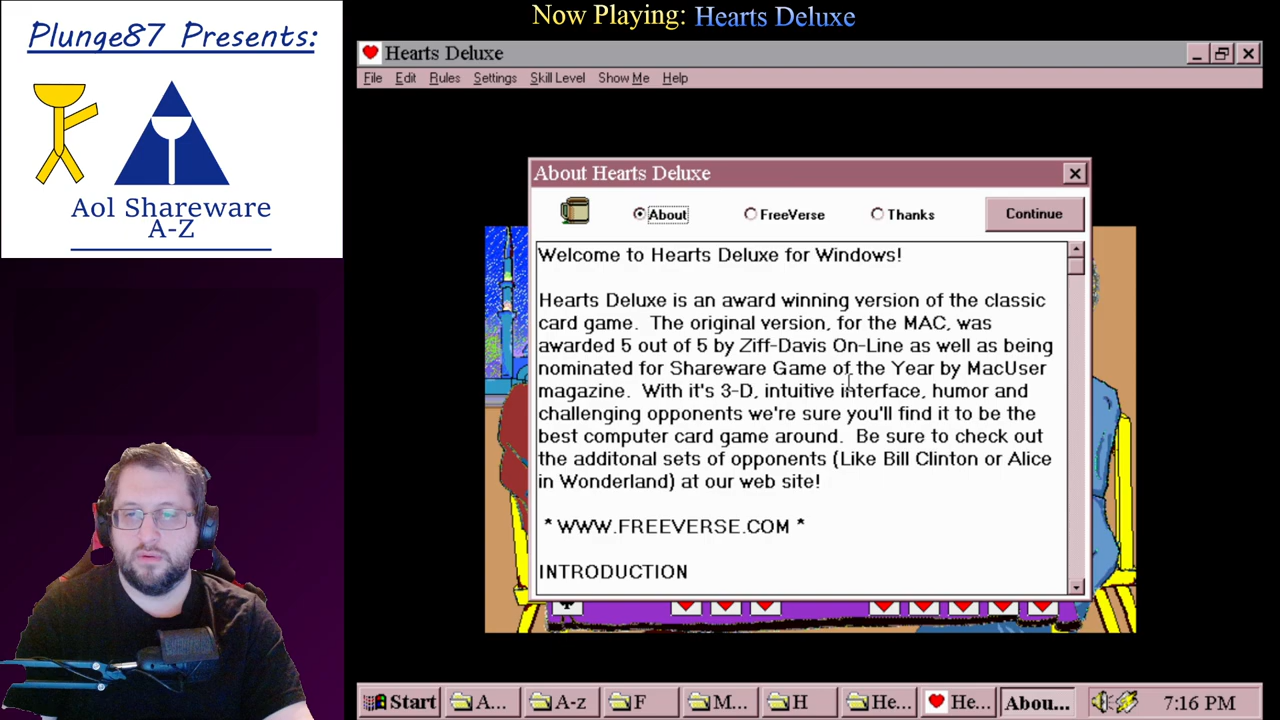 Plunge87 Presents:
Aol Shareware
A-Z
Now Playing: Hearts Deluxe
Hearts Deluxe
File Edit Rules Settings Skill Level Show Me Help
About Hearts Deluxe
About FreeVerse Thanks Continue
Welcome to Hearts Deluxe for Windows!
Hearts Deluxe is an award winning version of the classic
card game. The original version, for the MAC, was
awarded 5 out of 5 by Ziff-Davis On-Line as well as being
nominated for Shareware Game of the Year by MacUser
magazine. With it's 3-D, intuitive interface, humor and
challenging opponents we're sure you'll find it to be the
best computer card game around. Be sure to check out
the additonal sets of opponents (Like Bill Clinton or Alice
in Wonderland) at our web site!
* WWW.FREEVERSE.COM *
INTRODUCTION
Start A... A-z F M... H He... He... Abou... 7:16 PM